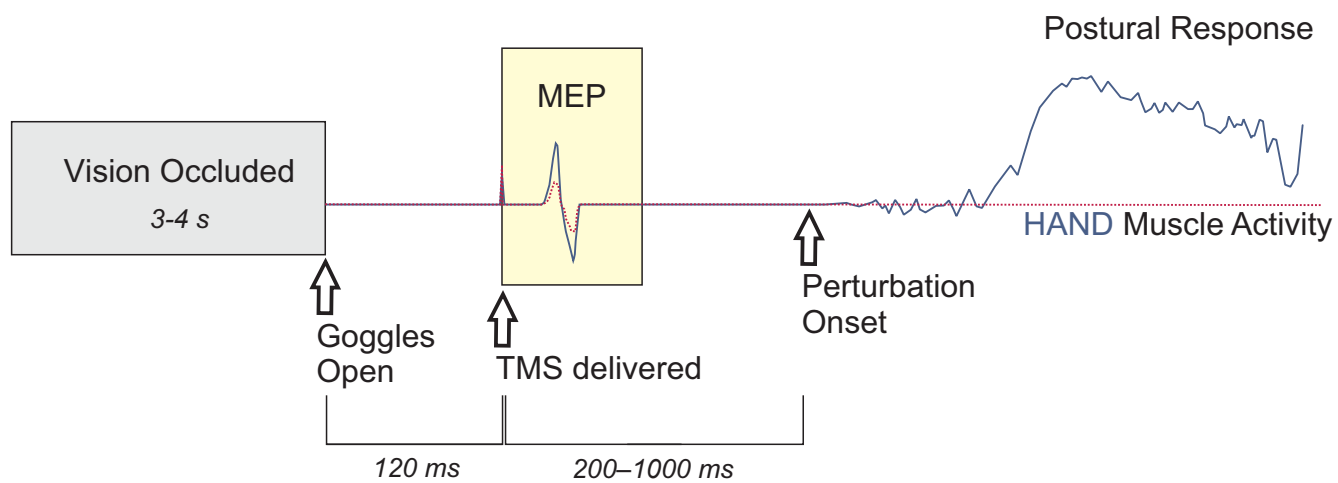 Postural Response
MEP
Vision Occluded
3-4 s
HAND Muscle Activity
Goggles
Open
TMS delivered
Perturbation
Onset
120 ms
200–1000 ms